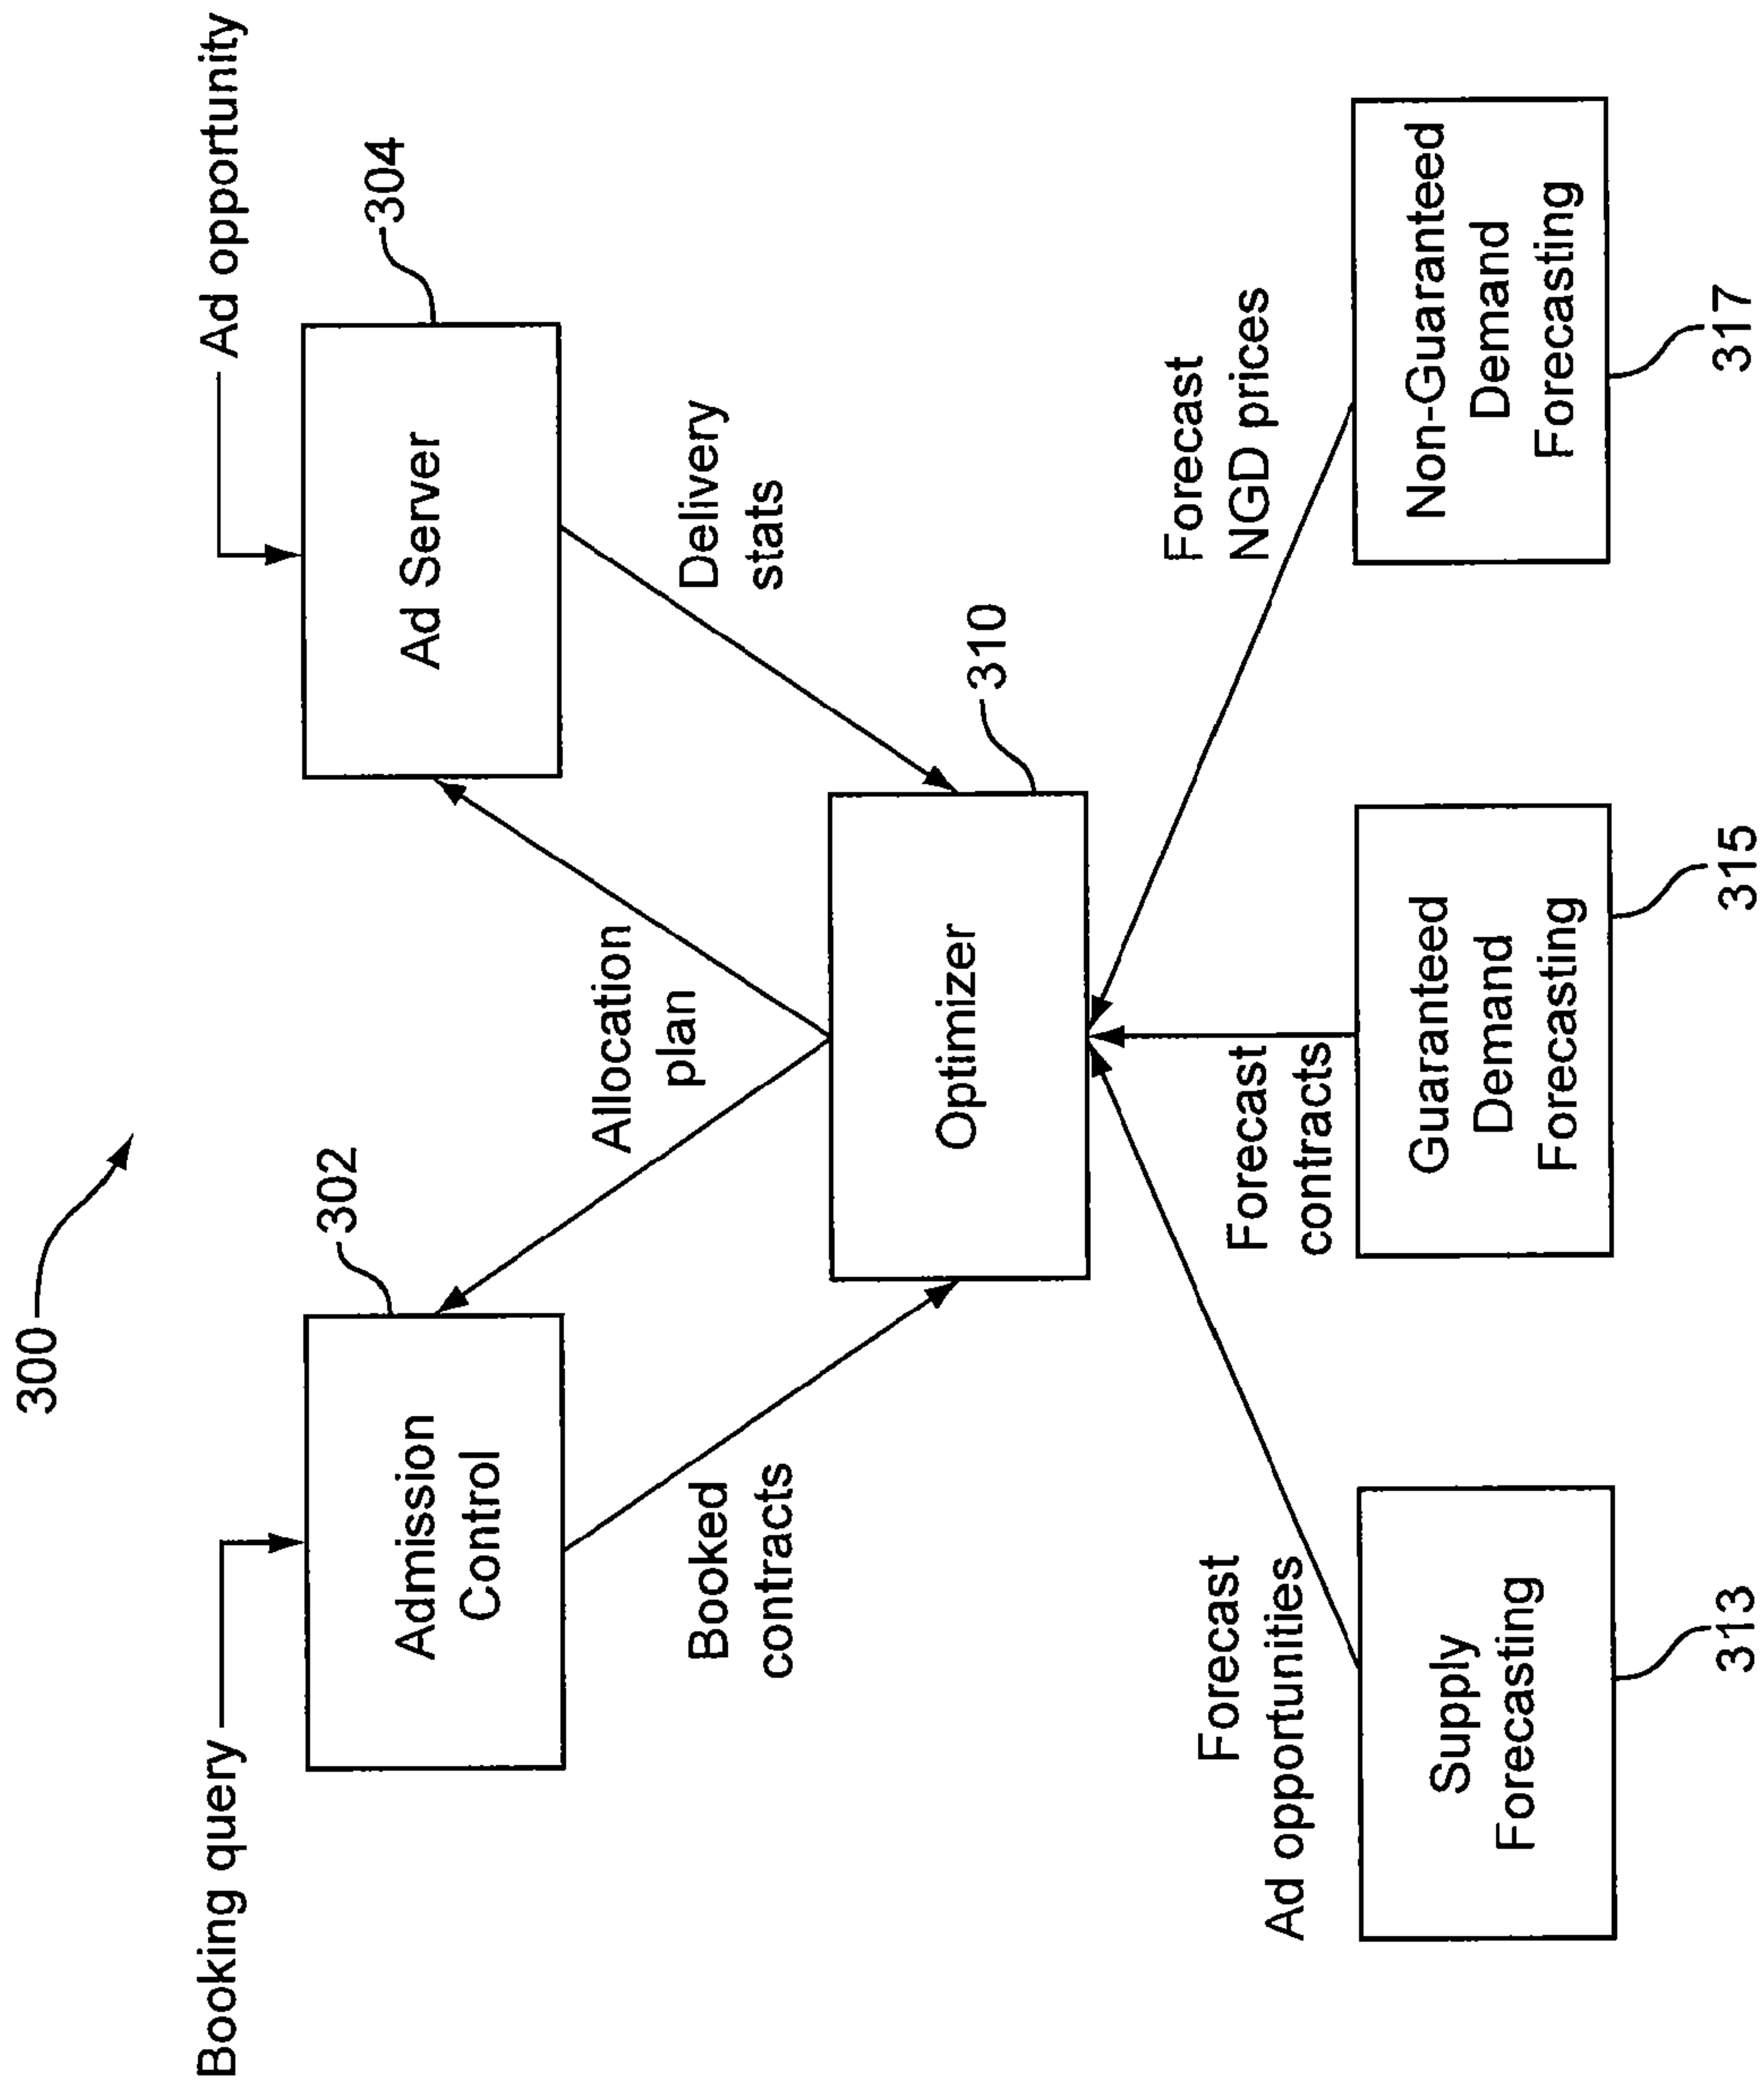 300
Booking query
Ad opportunity
302
304
Admission
Control
Ad Server
Allocation
plan
Booked
contracts
Delivery
stats
Optimizer
310
Forecast
Ad opportunities
Forecast
contracts
Forecast
NGD prices
Supply
Forecasting
Guaranteed
Demand
Forecasting
Non-Guaranteed
Demand
Forecasting
313
315
317